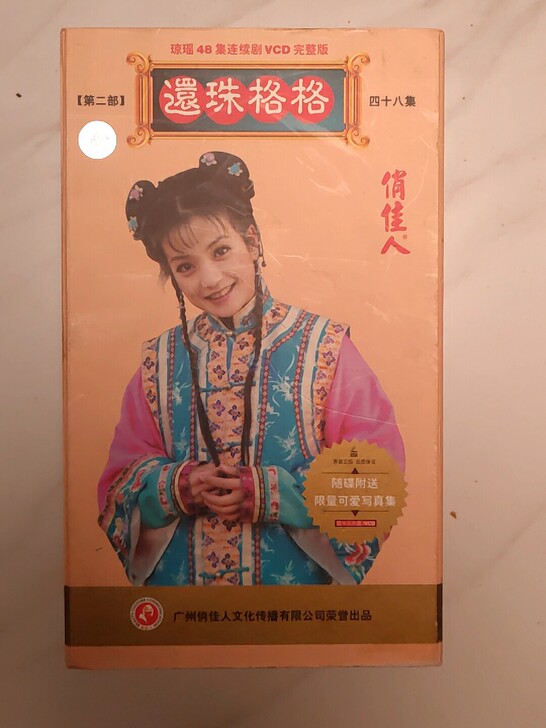 琼瑶48集连续剧VCD完整版
【第二部】
還珠格格
四十八集
俏佳人
随碟附送
限量可爱写真集
广州俏佳人文化传播有限公司荣誉出品